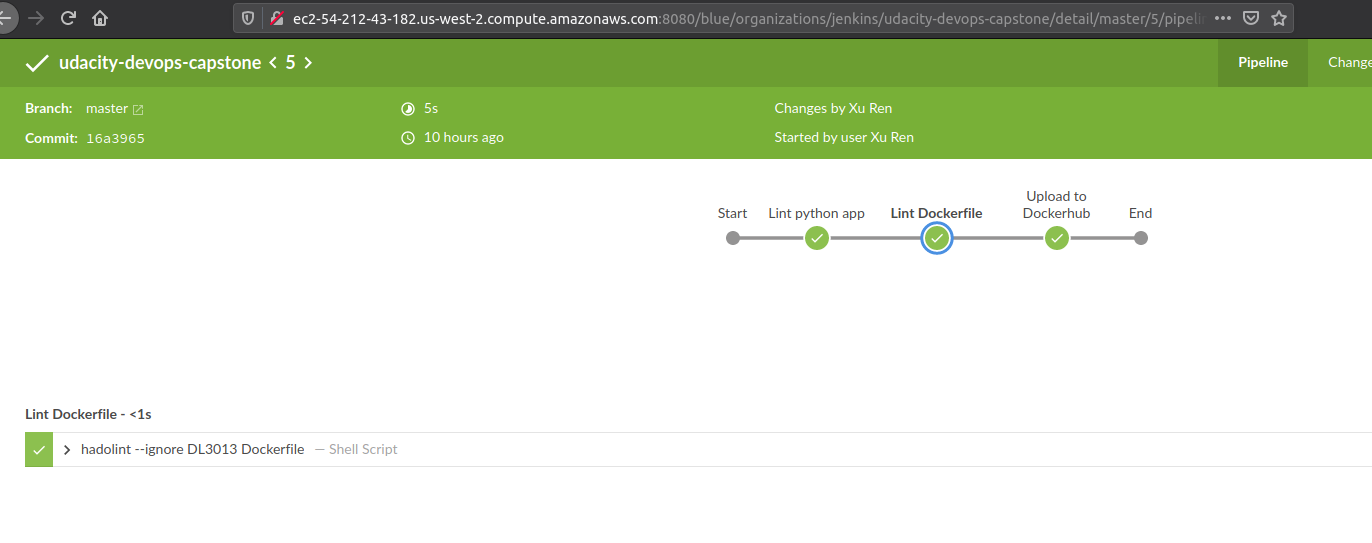 ec2-54-212-43-182.us-west-2.compute.amazonaws.com:8080/blue/organizations/jenkins/udacity-devops-capstone/detail/master/5/pipeli
udacity-devops-capstone < 5 >
Pipeline
Change
Branch: master
5s
Changes by Xu Ren
Commit: 16a3965
10 hours ago
Started by user Xu Ren
Start
Lint python app
Lint Dockerfile
Upload to
Dockerhub
End
Lint Dockerfile - <1s
hadolint --ignore DL3013 Dockerfile — Shell Script